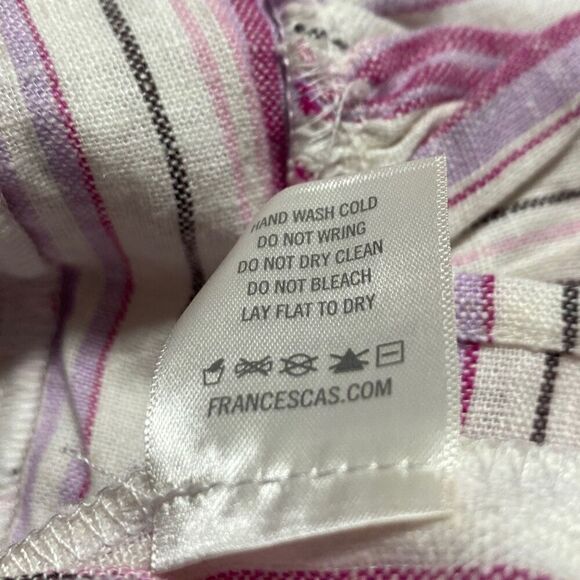 HAND WASH COLD
DO NOT WRING
DO NOT DRY CLEAN
DO NOT BLEACH
LAY FLAT TO DRY
FRANCESCAS.COM